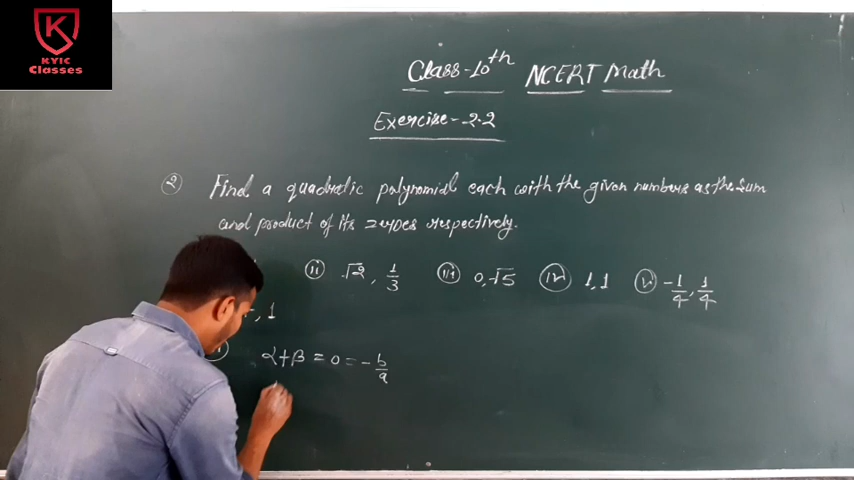 K
KYIC
Classes
Class-10th NCERT Math
Exercise-2.2
② Find a quadratic polynomial each with the given numbers as the Sum
and product of its zeroes respectively.
ii √2, 1/3 iii 0, √5 iv 1, 1 v -1/4, 1/4
, 1
α+β = 0 = -b/a